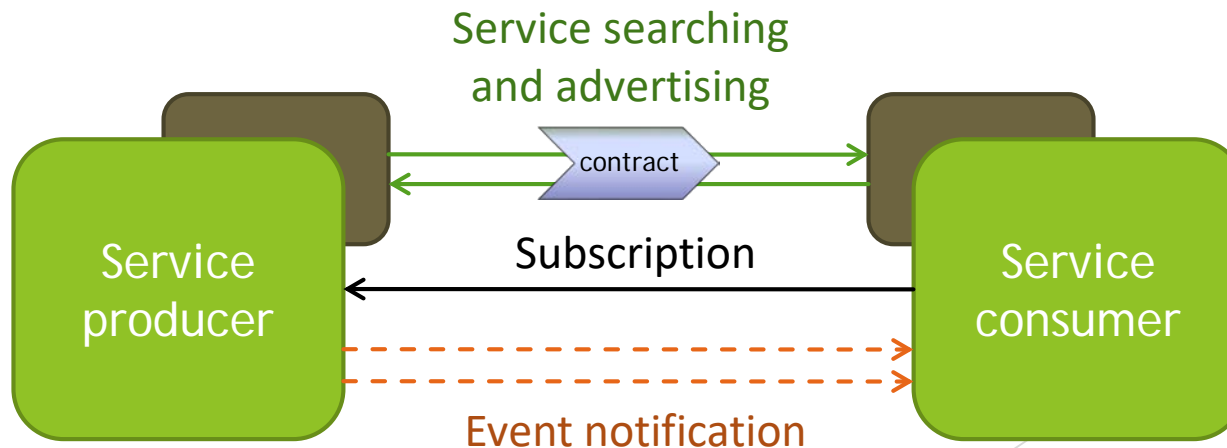 Service searching
and advertising
contract
Service
producer
Subscription
Service
consumer
Event notification